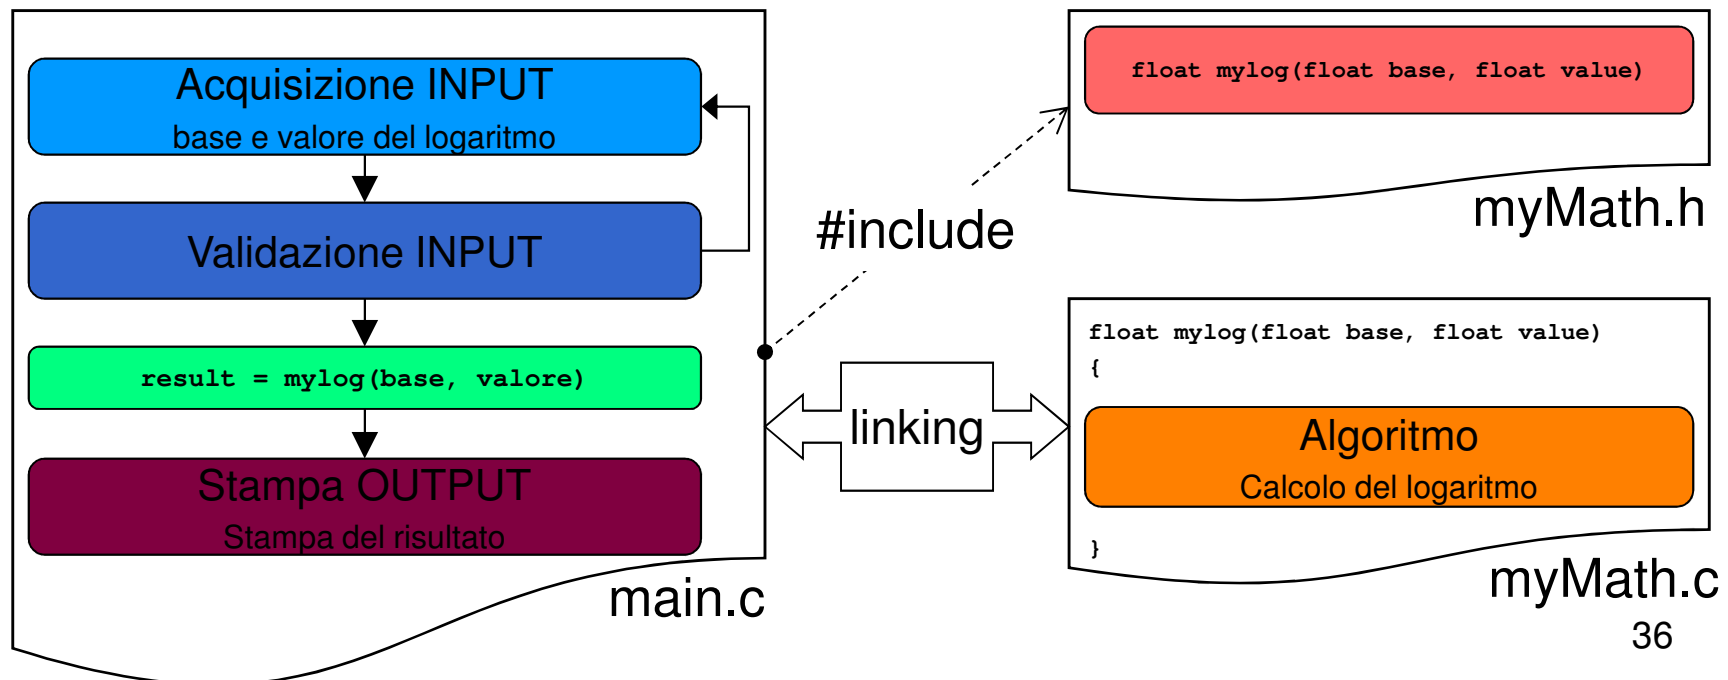 Acquisizione INPUT
base e valore del logaritmo
Validazione INPUT
result = mylog(base, valore)
Stampa OUTPUT
Stampa del risultato
main.c
#include
linking
float mylog(float base, float value)
myMath.h
float mylog(float base, float value)
{
Algoritmo
Calcolo del logaritmo
}
myMath.c
36